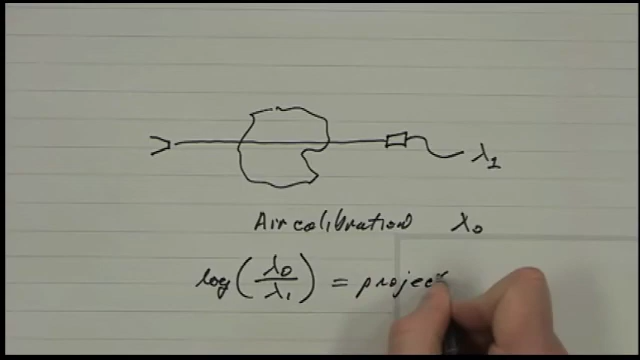 λ₁
Air calibration λ₀
log(λ₀/λ₁) = project